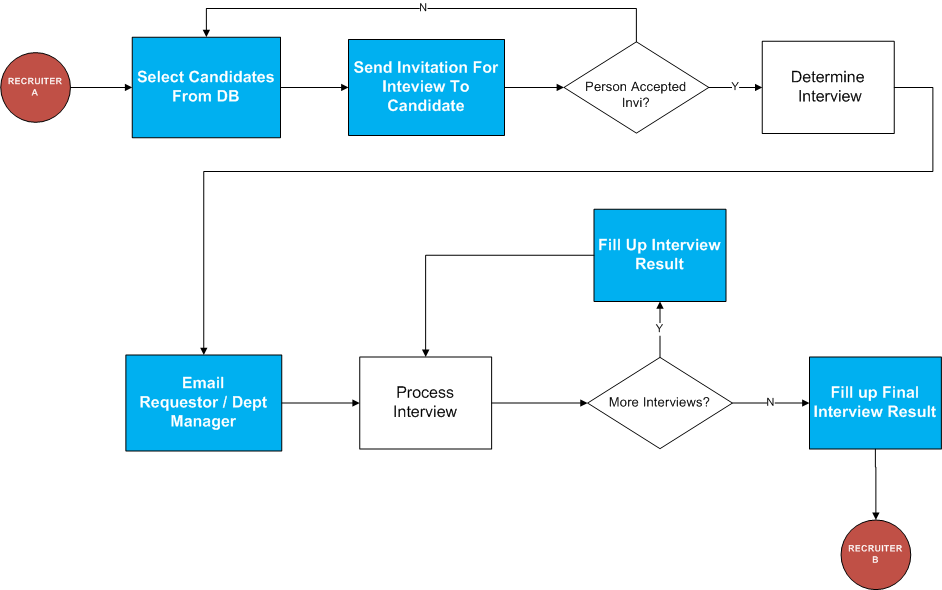 N
RECRUITER
A
Select Candidates
From DB
Send Invitation For
Inteview To
Candidate
Person Accepted
Invi?
Y
Determine
Interview
Fill Up Interview
Result
Y
Email
Requestor / Dept
Manager
Process
Interview
More Interviews?
N
Fill up Final
Interview Result
RECRUITER
B